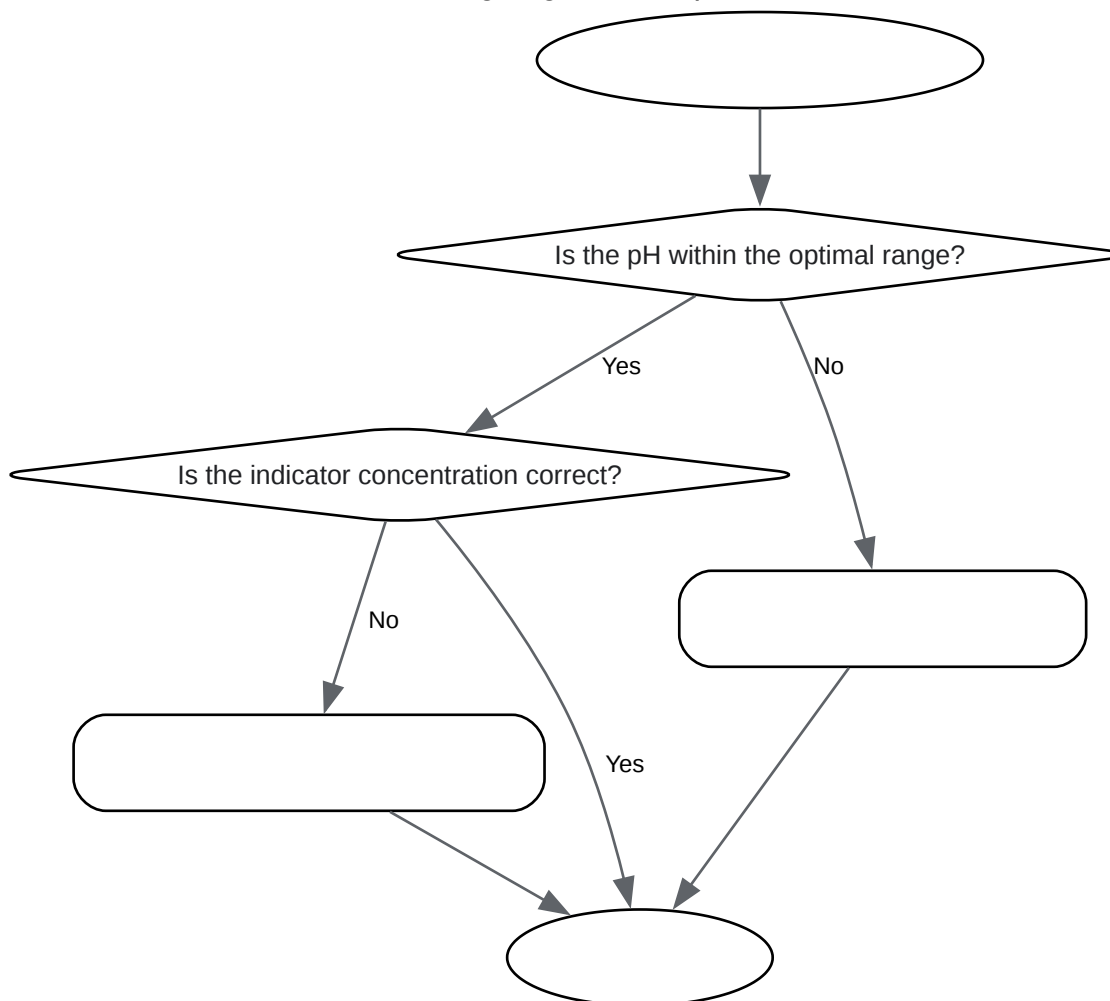 Is the pH within the optimal range?
Yes
No
Is the indicator concentration correct?
No
Yes